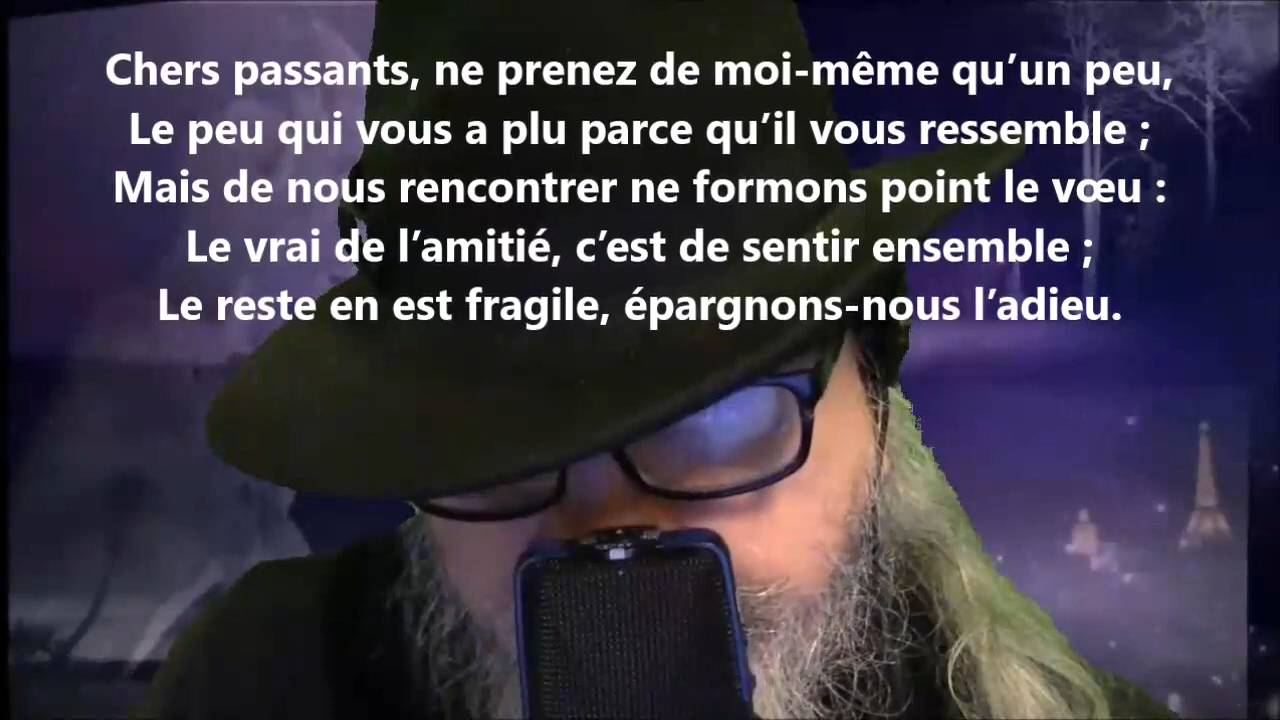 Chers passants, ne prenez de moi-même qu’un peu,
Le peu qui vous a plu parce qu’il vous ressemble ;
Mais de nous rencontrer ne formons point le vœu :
Le vrai de l’amitié, c’est de sentir ensemble ;
Le reste en est fragile, épargnons-nous l’adieu.